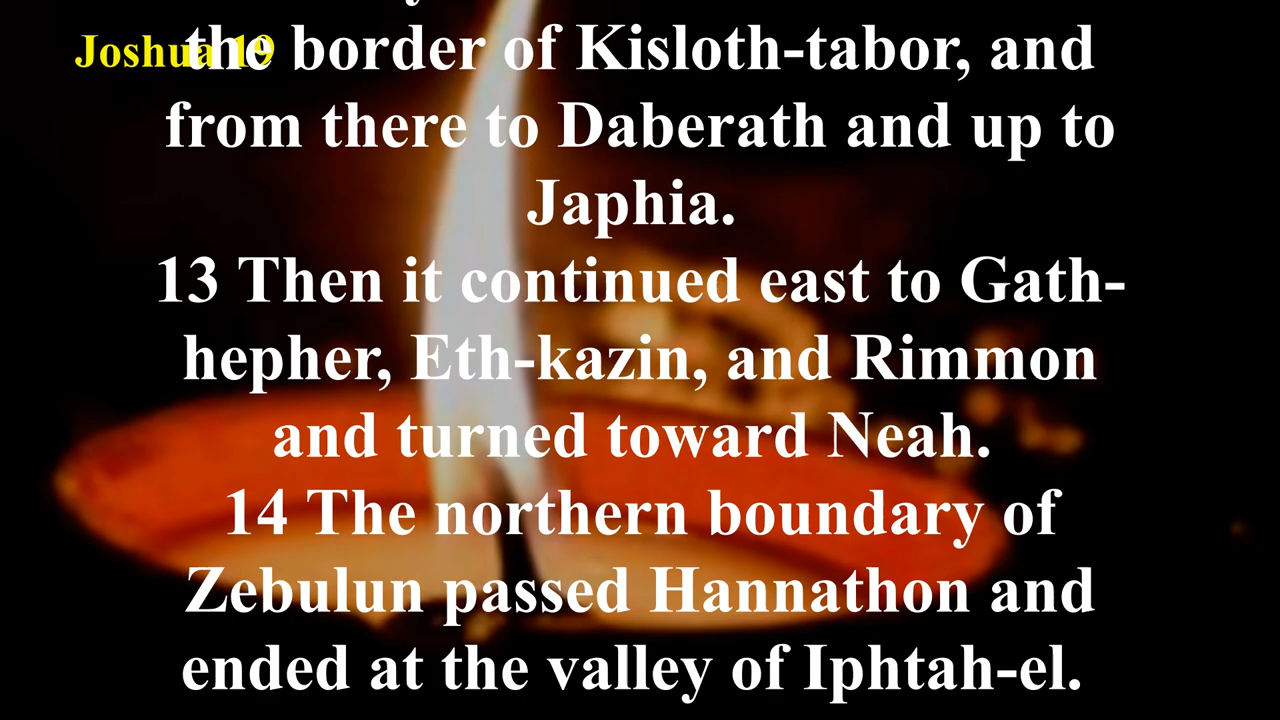 Joshua 19
the border of Kisloth-tabor, and
from there to Daberath and up to
Japhia.
13 Then it continued east to Gath-
hepher, Eth-kazin, and Rimmon
and turned toward Neah.
14 The northern boundary of
Zebulun passed Hannathon and
ended at the valley of Iphtah-el.